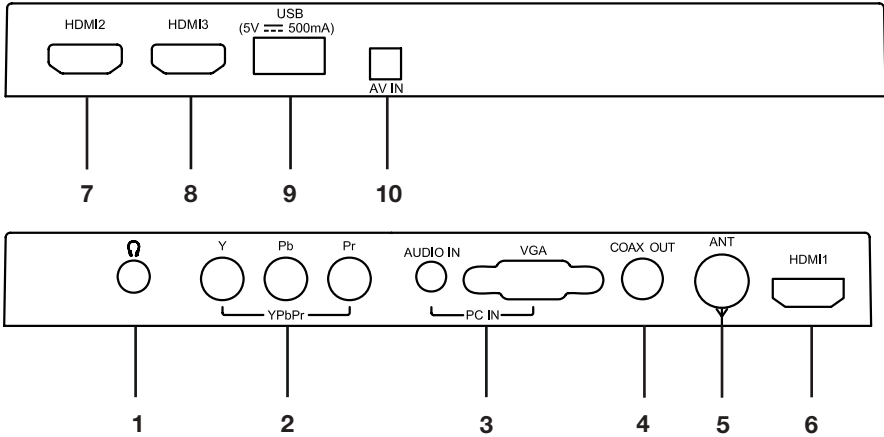 USB
HDMI2 HDMI3 (5V ⎓ 500mA)
AV IN
7 8 9 10
Y Pb Pr AUDIO IN VGA COAX OUT ANT HDMI1
YPbPr PC IN
1 2 3 4 5 6